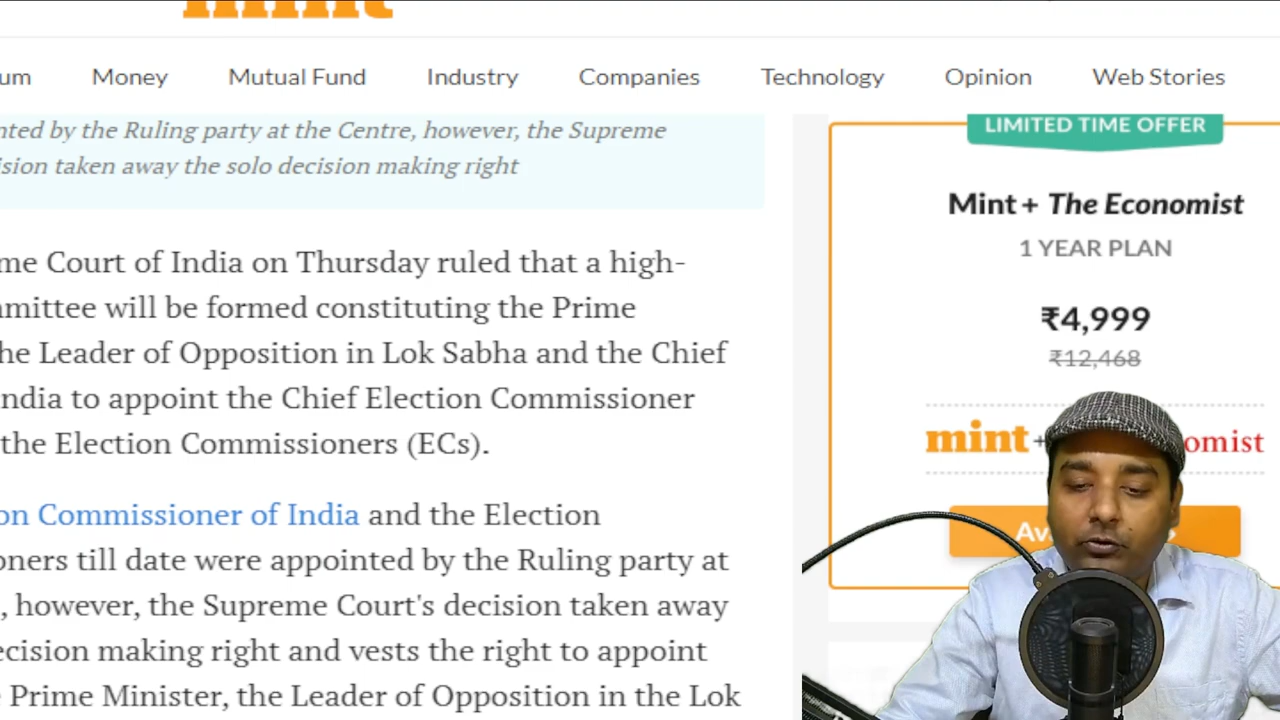 mint
um Money Mutual Fund Industry Companies Technology Opinion Web Stories
nted by the Ruling party at the Centre, however, the Supreme
ision taken away the solo decision making right
me Court of India on Thursday ruled that a high-
mmittee will be formed constituting the Prime
he Leader of Opposition in Lok Sabha and the Chief
ndia to appoint the Chief Election Commissioner
the Election Commissioners (ECs).
on Commissioner of India and the Election
oners till date were appointed by the Ruling party at
, however, the Supreme Court's decision taken away
ecision making right and vests the right to appoint
e Prime Minister, the Leader of Opposition in the Lok
LIMITED TIME OFFER
Mint + The Economist
1 YEAR PLAN
₹4,999
₹12,468
mint + omist
Av